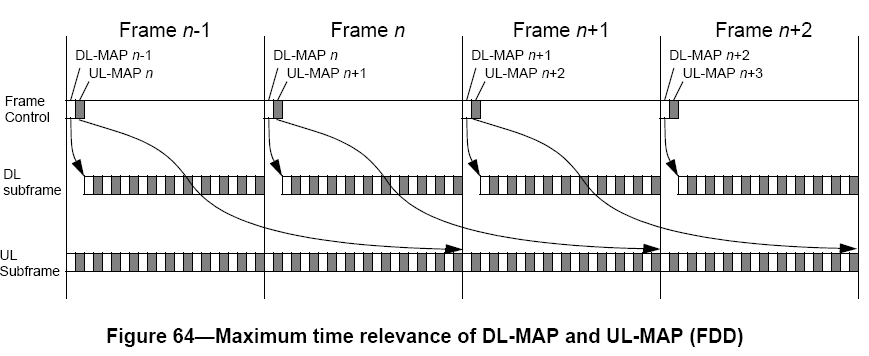 Frame n-1 Frame n Frame n+1 Frame n+2
DL-MAP n-1 DL-MAP n DL-MAP n+1 DL-MAP n+2
UL-MAP n UL-MAP n+1 UL-MAP n+2 UL-MAP n+3
Frame
Control
DL
subframe
UL
Subframe
Figure 64—Maximum time relevance of DL-MAP and UL-MAP (FDD)